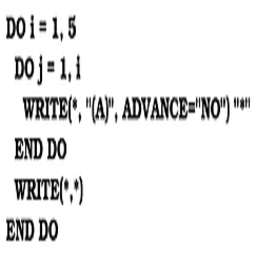 DO i = 1, 5
DO j = 1, i
WRITE(*, "(A)", ADVANCE="NO") "*"
END DO
WRITE(*,*)
END DO